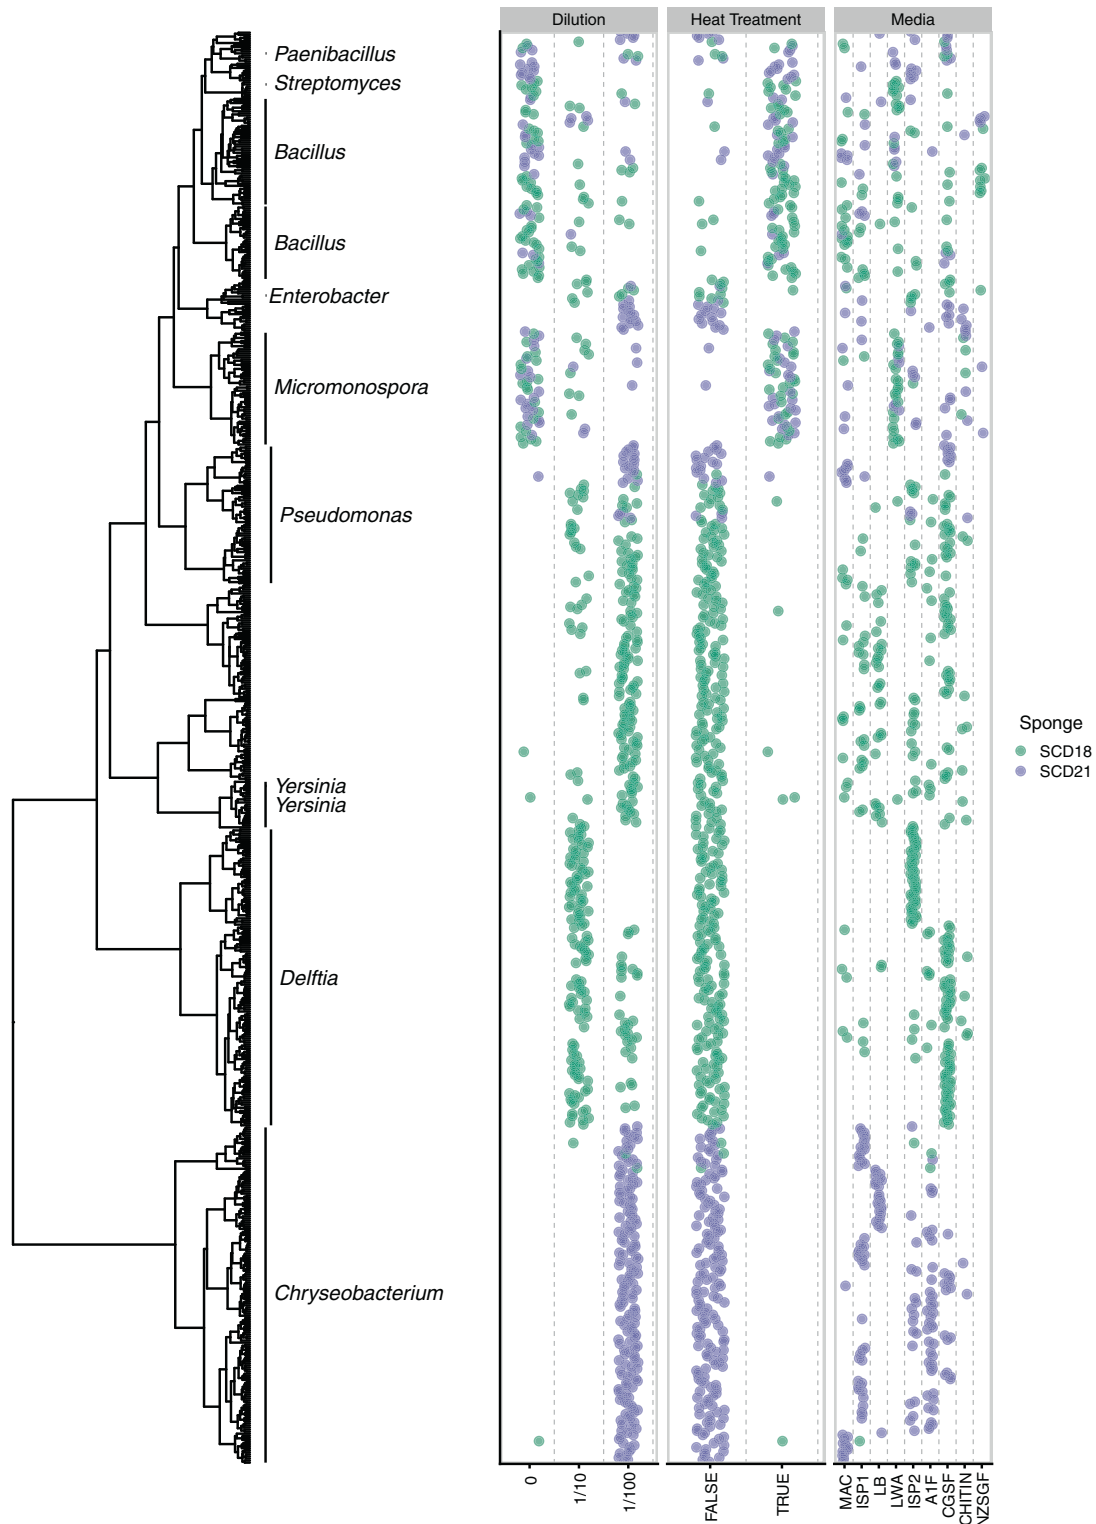 Dilution
Heat Treatment
Media
Paenibacillus
Streptomyces
Bacillus
Bacillus
Enterobacter
Micromonospora
Pseudomonas
Yersinia
Yersinia
Delftia
Chryseobacterium
Sponge
SCD18
SCD21
0
1/10
1/100
FALSE
TRUE
MAC
ISP1
LB
LWA
ISP2
A1F
CGSF
CHITIN
NZSGF